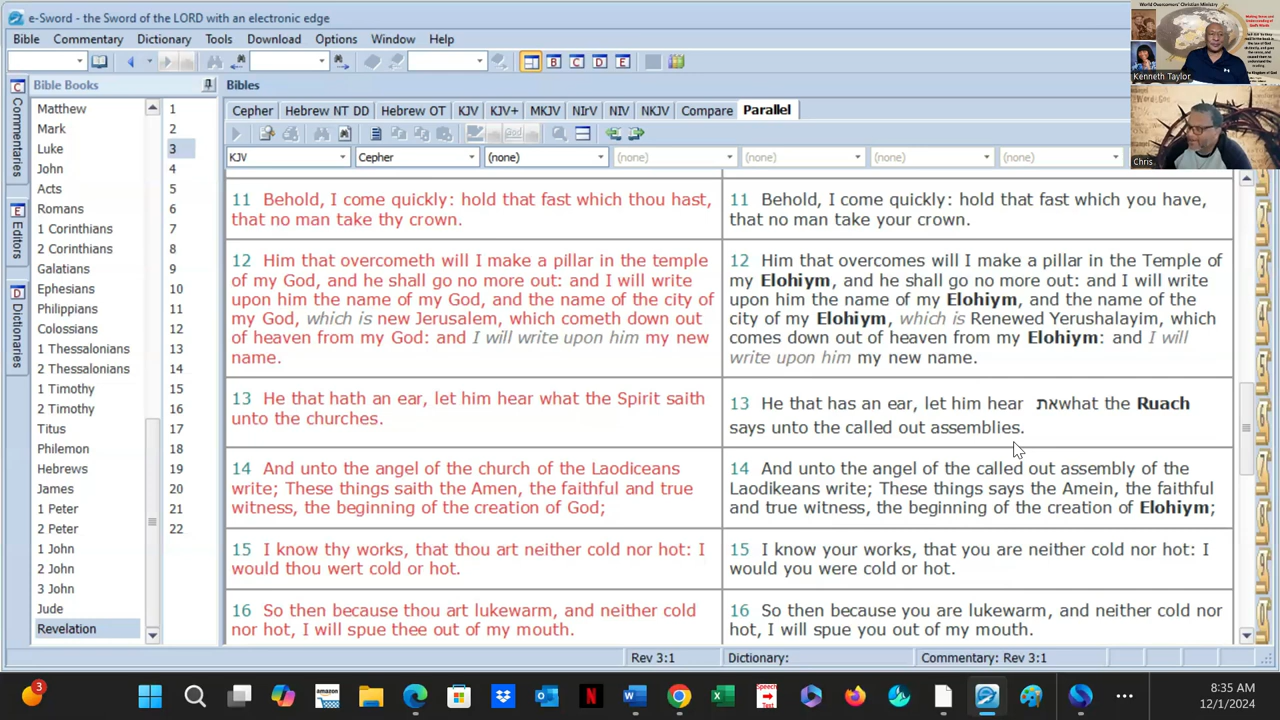 e-Sword - the Sword of the LORD with an electronic edge
Bible Commentary Dictionary Tools Download Options Window Help
B C D E
Bible Books
Bibles
Commentaries
Editors
Dictionaries
Matthew
Mark
Luke
John
Acts
Romans
1 Corinthians
2 Corinthians
Galatians
Ephesians
Philippians
Colossians
1 Thessalonians
2 Thessalonians
1 Timothy
2 Timothy
Titus
Philemon
Hebrews
James
1 Peter
2 Peter
1 John
2 John
3 John
Jude
Revelation
1
2
3
4
5
6
7
8
9
10
11
12
13
14
15
16
17
18
19
20
21
22
Cepher Hebrew NT DD Hebrew OT KJV KJV+ MKJV NIrV NIV NKJV Compare Parallel
KJV Cepher (none) (none) (none) (none) (none)
11 Behold, I come quickly: hold that fast which thou hast,
that no man take thy crown.
12 Him that overcometh will I make a pillar in the temple
of my God, and he shall go no more out: and I will write
upon him the name of my God, and the name of the city of
my God, which is new Jerusalem, which cometh down out
of heaven from my God: and I will write upon him my new
name.
13 He that hath an ear, let him hear what the Spirit saith
unto the churches.
14 And unto the angel of the church of the Laodiceans
write; These things saith the Amen, the faithful and true
witness, the beginning of the creation of God;
15 I know thy works, that thou art neither cold nor hot: I
would thou wert cold or hot.
16 So then because thou art lukewarm, and neither cold
nor hot, I will spue thee out of my mouth.
11 Behold, I come quickly: hold that fast which you have,
that no man take your crown.
12 Him that overcomes will I make a pillar in the Temple of
my Elohiym, and he shall go no more out: and I will write
upon him the name of my Elohiym, and the name of the
city of my Elohiym, which is Renewed Yerushalayim, which
comes down out of heaven from my Elohiym: and I will
write upon him my new name.
13 He that has an ear, let him hear את what the Ruach
says unto the called out assemblies.
14 And unto the angel of the called out assembly of the
Laodikeans write; These things says the Amein, the faithful
and true witness, the beginning of the creation of Elohiym;
15 I know your works, that you are neither cold nor hot: I
would you were cold or hot.
16 So then because you are lukewarm, and neither cold nor
hot, I will spue you out of my mouth.
World Overcomers' Christian Ministry
Kenneth Taylor
Chris
Rev 3:1 Dictionary: Commentary: Rev 3:1
3
amazon
Speech
Text
8:35 AM
12/1/2024